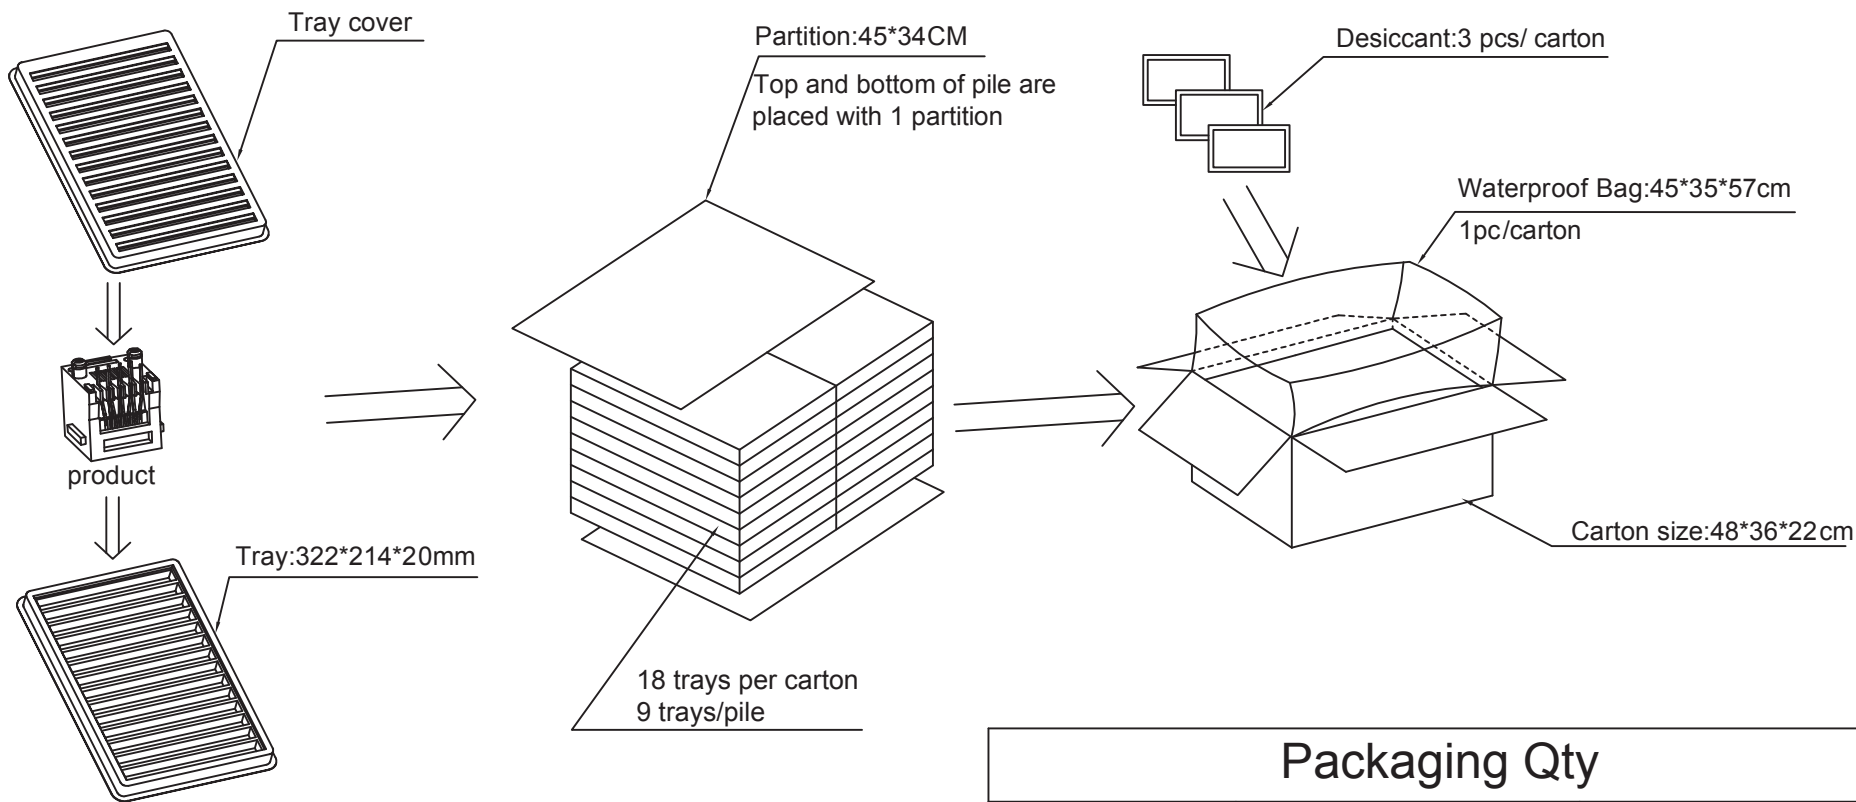 Tray cover
product
Tray:322*214*20mm
Partition:45*34CM
Top and bottom of pile are
placed with 1 partition
18 trays per carton
9 trays/pile
Desiccant:3 pcs/ carton
Waterproof Bag:45*35*57cm
1pc/carton
Carton size:48*36*22cm
Packaging Qty